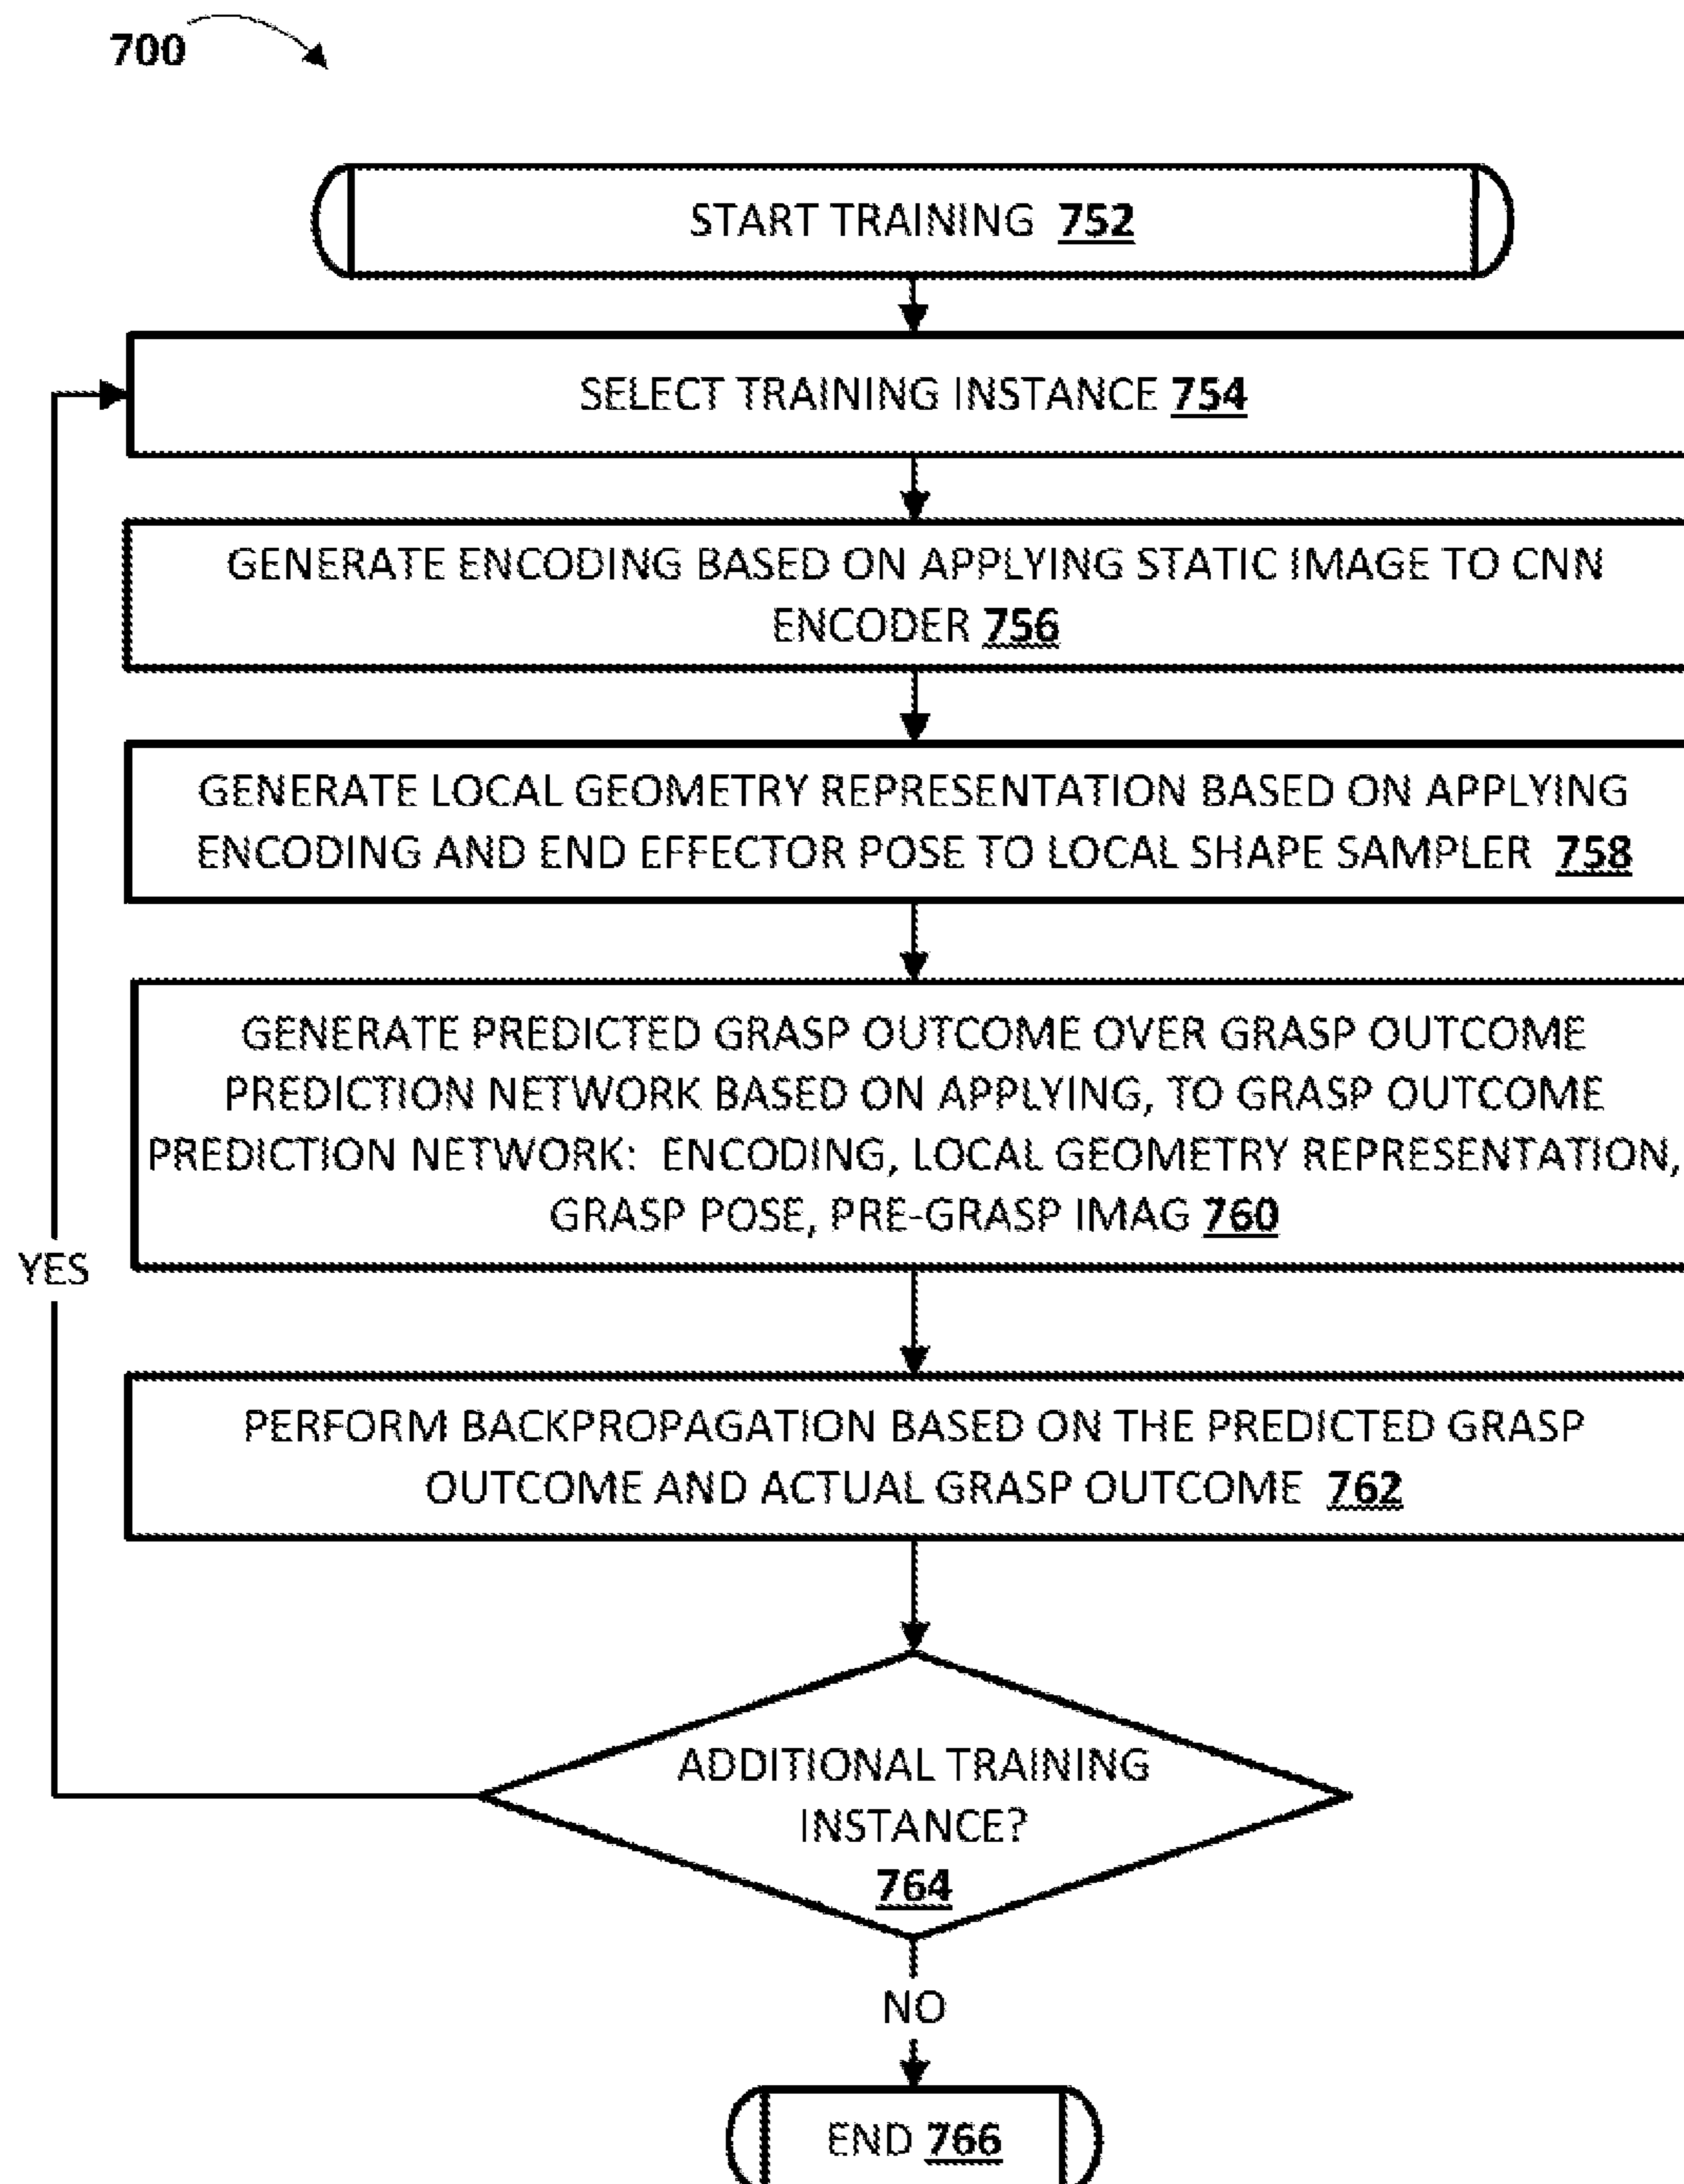 700
START TRAINING 752
SELECT TRAINING INSTANCE 754
GENERATE ENCODING BASED ON APPLYING STATIC IMAGE TO CNN
ENCODER 756
GENERATE LOCAL GEOMETRY REPRESENTATION BASED ON APPLYING
ENCODING AND END EFFECTOR POSE TO LOCAL SHAPE SAMPLER 758
GENERATE PREDICTED GRASP OUTCOME OVER GRASP OUTCOME
PREDICTION NETWORK BASED ON APPLYING, TO GRASP OUTCOME
PREDICTION NETWORK: ENCODING, LOCAL GEOMETRY REPRESENTATION,
GRASP POSE, PRE-GRASP IMAG 760
YES
PERFORM BACKPROPAGATION BASED ON THE PREDICTED GRASP
OUTCOME AND ACTUAL GRASP OUTCOME 762
ADDITIONAL TRAINING
INSTANCE?
764
NO
END 766